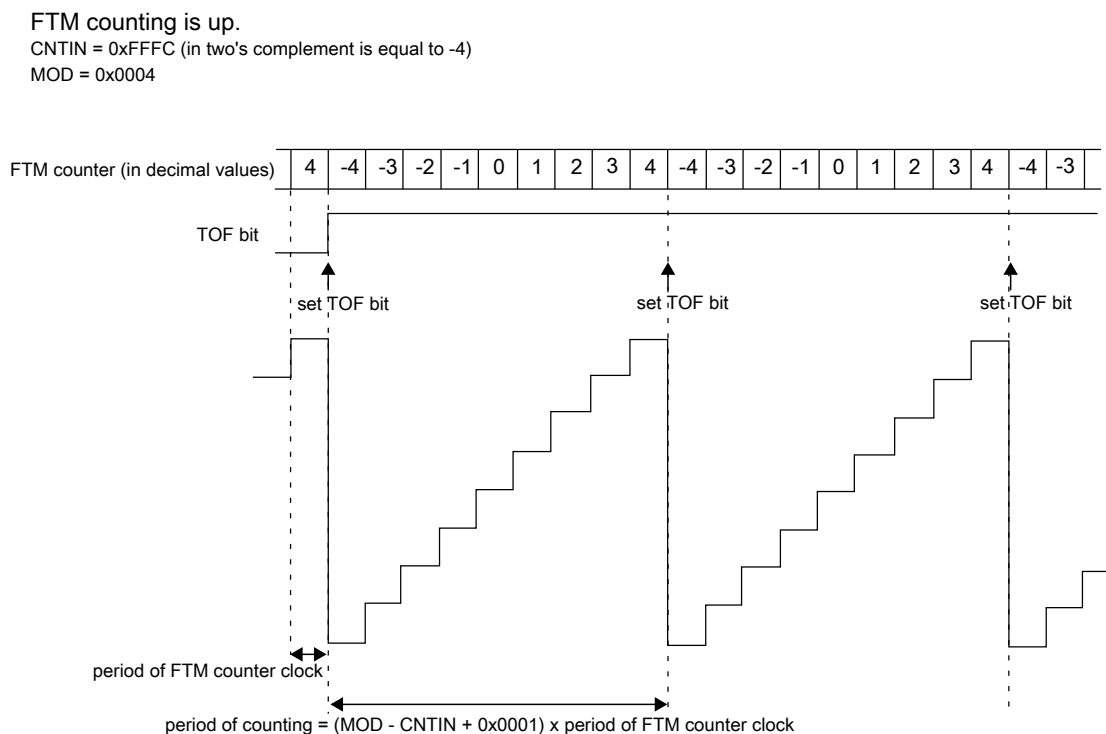 FTM counting is up.
CNTIN = 0xFFFC (in two's complement is equal to -4)
MOD = 0x0004
FTM counter (in decimal values) 4 -4 -3 -2 -1 0 1 2 3 4 -4 -3 -2 -1 0 1 2 3 4 -4 -3
TOF bit
set TOF bit set TOF bit set TOF bit
period of FTM counter clock
period of counting = (MOD - CNTIN + 0x0001) x period of FTM counter clock